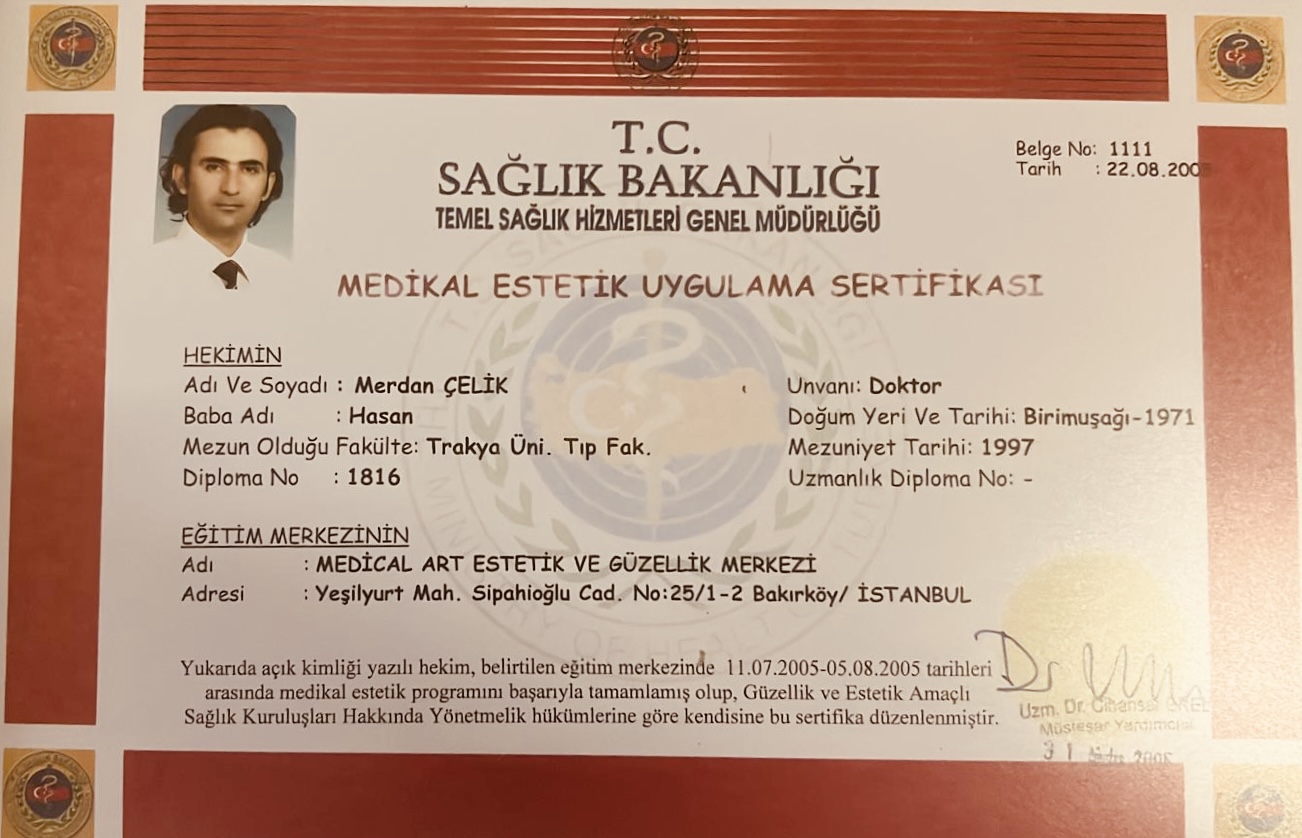 T.C.
SAĞLIK BAKANLIĞI
TEMEL SAĞLIK HİZMETLERİ GENEL MÜDÜRLÜĞÜ
Belge No: 1111
Tarih : 22.08.2005
MEDİKAL ESTETİK UYGULAMA SERTİFİKASI
HEKİMİN
Adı Ve Soyadı : Merdan ÇELİK
Unvanı: Doktor
Baba Adı : Hasan
Doğum Yeri Ve Tarihi: Birimuşağı-1971
Mezun Olduğu Fakülte: Trakya Üni. Tıp Fak.
Mezuniyet Tarihi: 1997
Diploma No : 1816
Uzmanlık Diploma No: -
EĞİTİM MERKEZİNİN
Adı : MEDİCAL ART ESTETİK VE GÜZELLİK MERKEZİ
Adresi : Yeşilyurt Mah. Sipahioğlu Cad. No:25/1-2 Bakırköy/ İSTANBUL
Yukarıda açık kimliği yazılı hekim, belirtilen eğitim merkezinde 11.07.2005-05.08.2005 tarihleri
arasında medikal estetik programını başarıyla tamamlamış olup, Güzellik ve Estetik Amaçlı
Sağlık Kuruluşları Hakkında Yönetmelik hükümlerine göre kendisine bu sertifika düzenlenmiştir.
Dr
Uzm. Dr.
Müsteşar Yardımcısı
31 2005